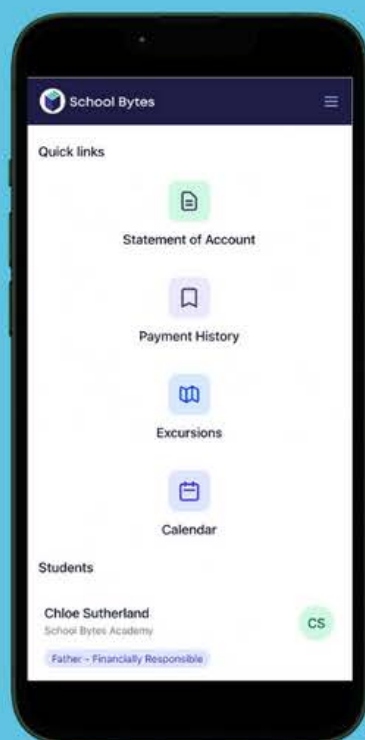 School Bytes
Quick links
Statement of Account
Payment History
Excursions
Calendar
Students
Chloe Sutherland
School Bytes Academy
CS
Father - Financially Responsible